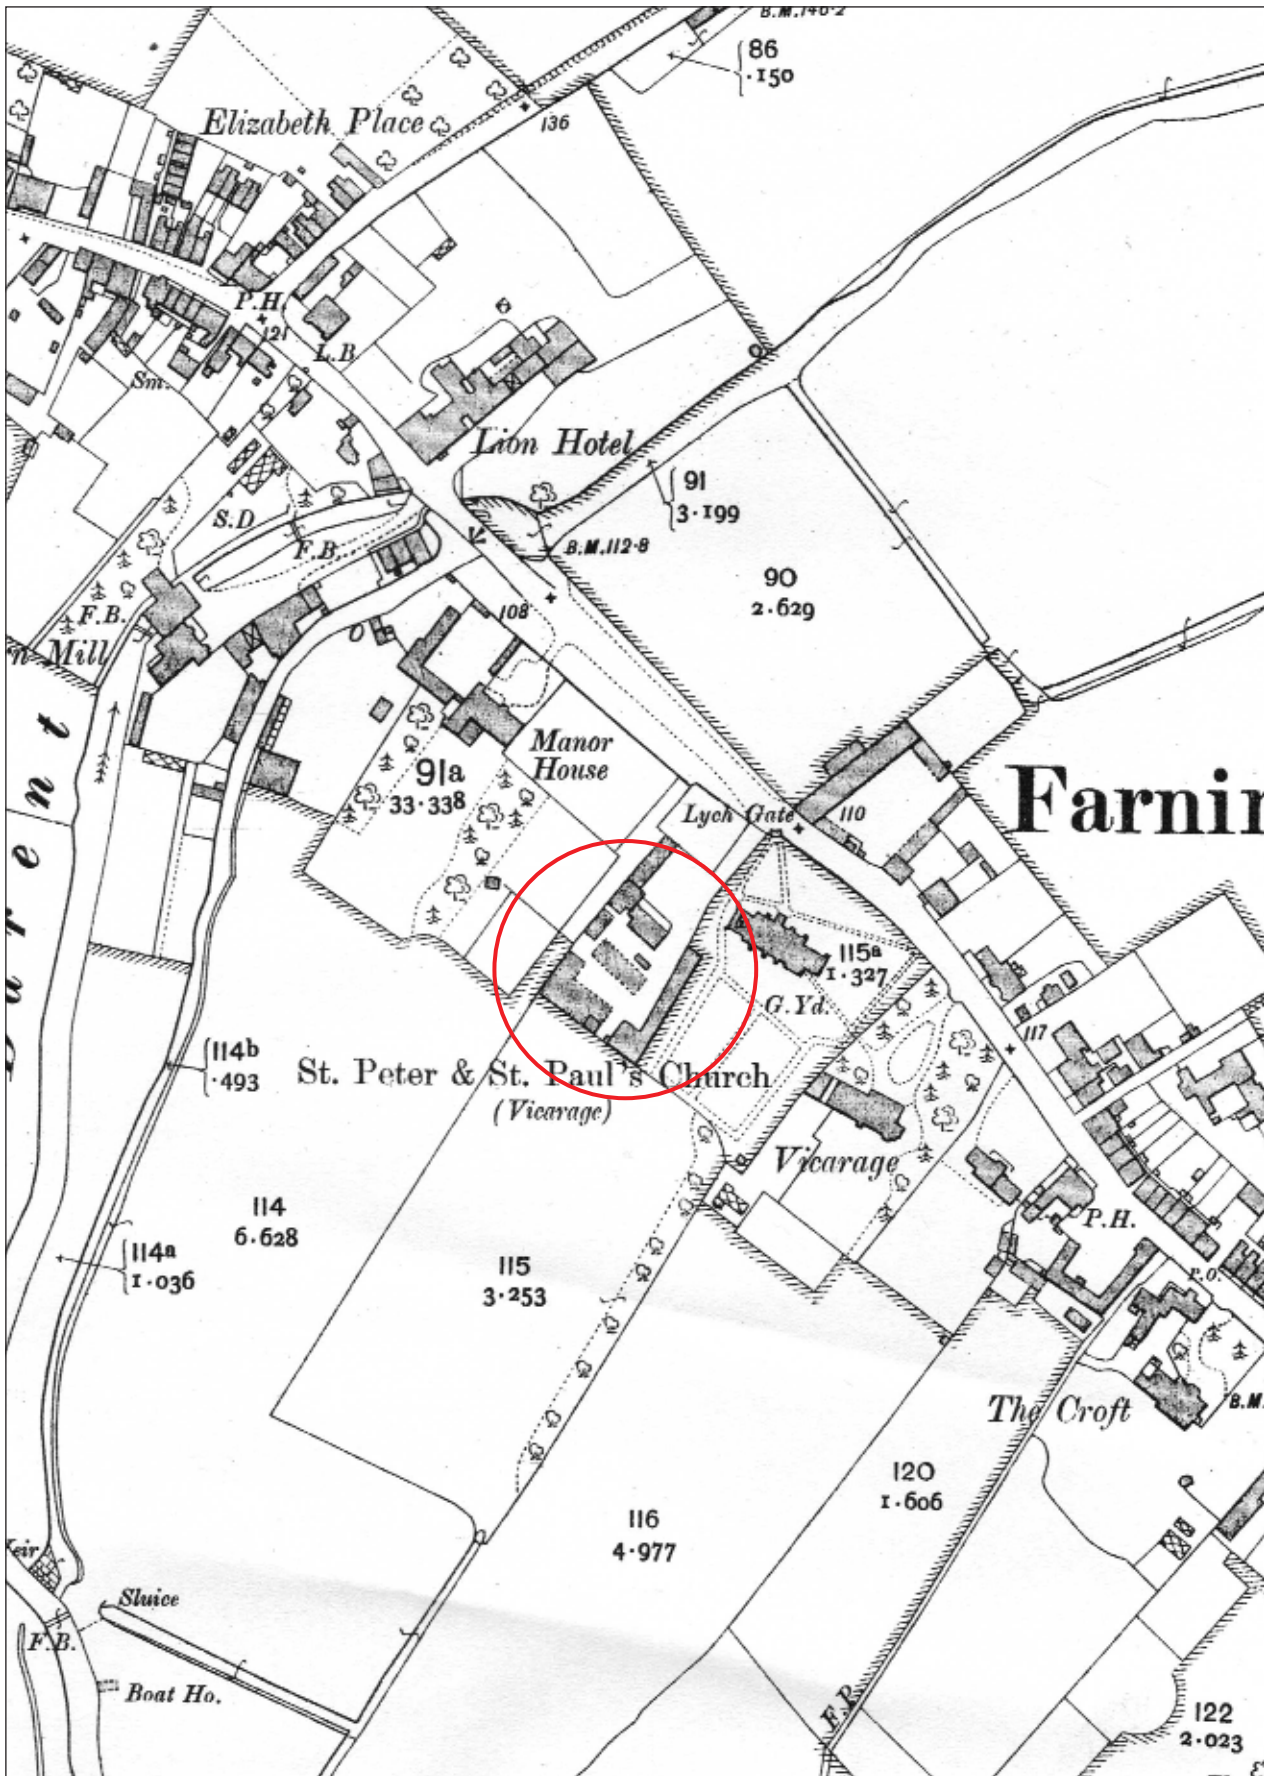 B.M. 146·2
86
·150
Elizabeth Place
136
P.H.
121
L.B
Sm.
Lion Hotel
91
3·199
S.D
F.B.
B.M. 112·8
90
2·629
F.B.
108
n Mill
Manor
House
91a
33·338
Lych Gate
110
Farnin
Darent
115a
1·327
G. Yd.
117
114b
·493
St. Peter & St. Paul's Church
(Vicarage)
Vicarage
114
6·628
P.H.
114a
1·036
115
3·253
P.O.
The Croft
B.M.
120
1·606
116
4·977
eir
Sluice
F.B.
Boat Ho.
F.P.
122
2·023